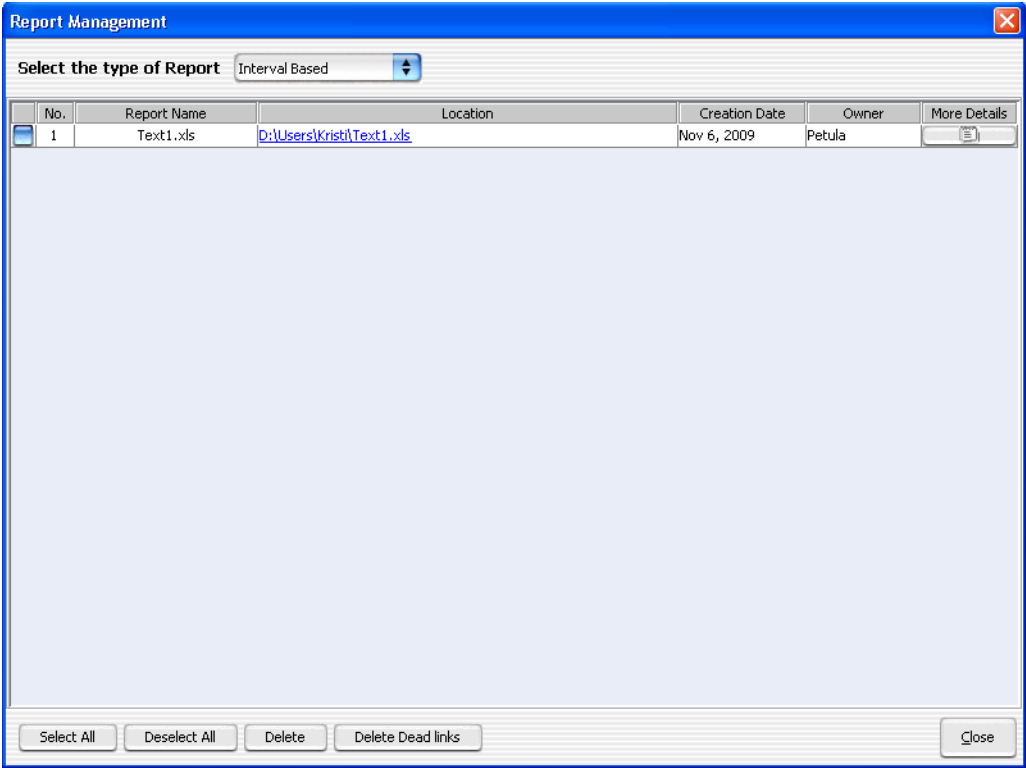 Report Management
Select the type of Report Interval Based
No. Report Name Location Creation Date Owner More Details
1 Text1.xls D:\Users\Kristi\Text1.xls Nov 6, 2009 Petula
Select All Deselect All Delete Delete Dead links Close